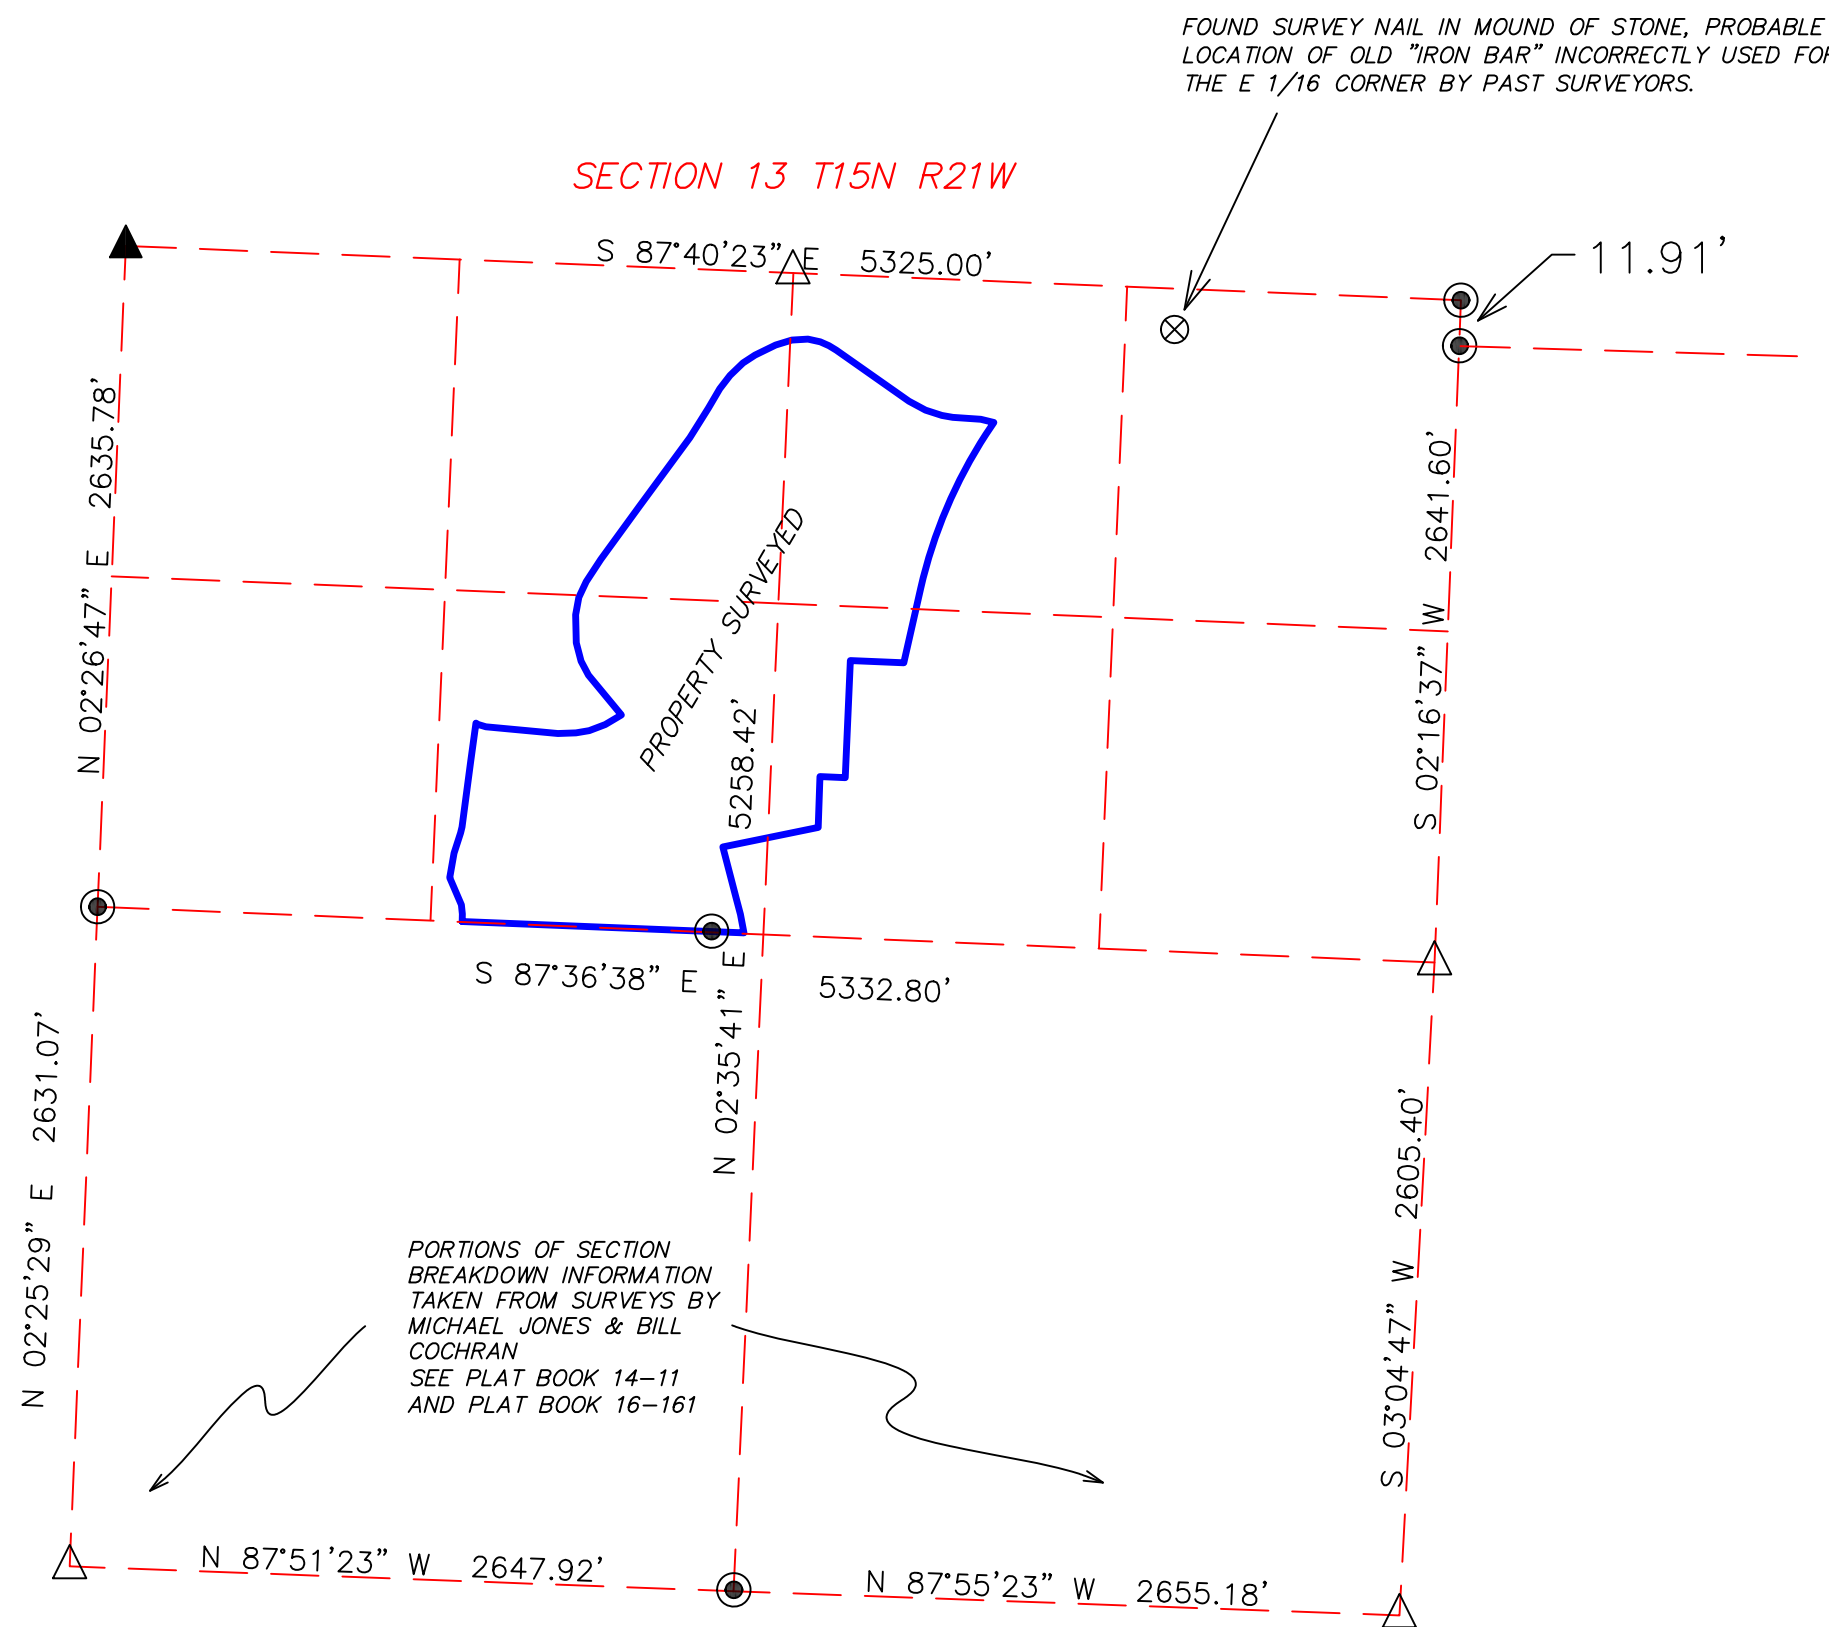 FOUND SURVEY NAIL IN MOUND OF STONE, PROBABLE
LOCATION OF OLD "IRON BAR" INCORRECTLY USED FOR
THE E 1/16 CORNER BY PAST SURVEYORS.
SECTION 13 T15N R21W
S 87°40'23" E 5325.00'
11.91'
N 02°26'47" E 2635.78'
S 02°16'37" W 2641.60'
PROPERTY SURVEYED
N 02°35'41" E 5258.42'
S 87°36'38" E 5332.80'
N 02°25'29" E 2631.07'
S 03°04'47" W 2605.40'
PORTIONS OF SECTION
BREAKDOWN INFORMATION
TAKEN FROM SURVEYS BY
MICHAEL JONES & BILL
COCHRAN
SEE PLAT BOOK 14-11
AND PLAT BOOK 16-161
N 87°51'23" W 2647.92'
N 87°55'23" W 2655.18'